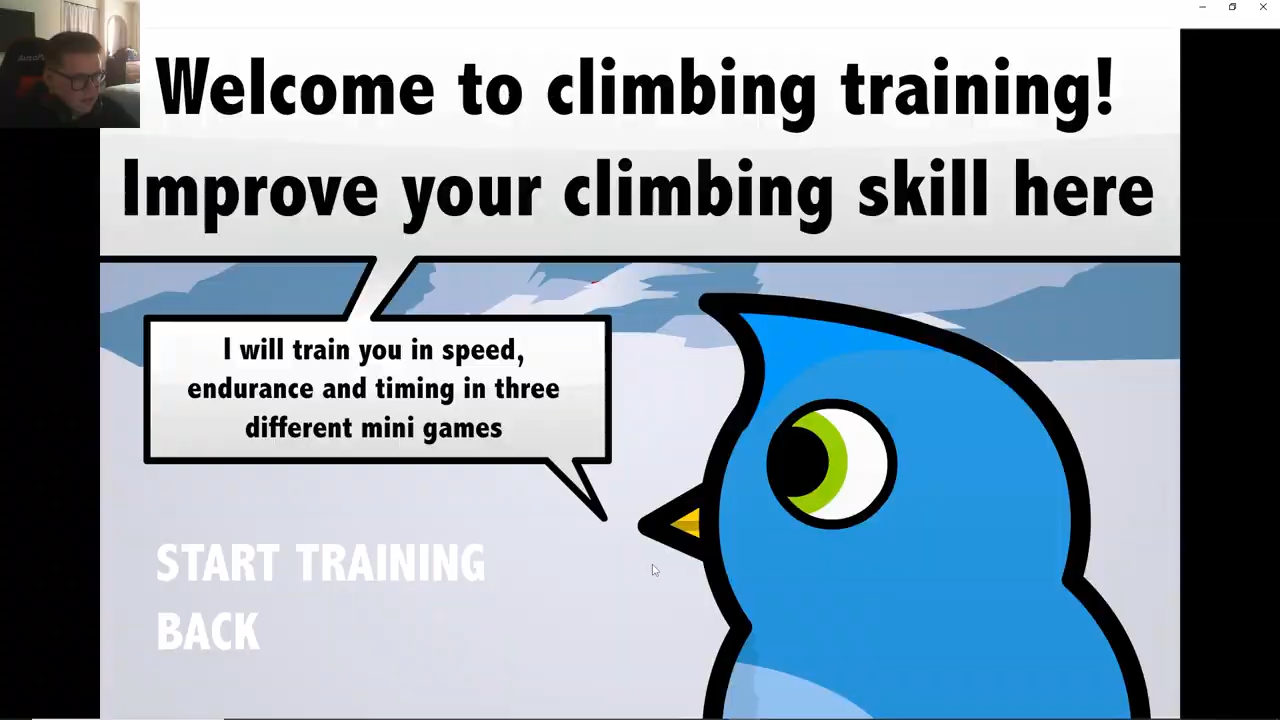 Welcome to climbing training!
Improve your climbing skill here
I will train you in speed,
endurance and timing in three
different mini games
START TRAINING
BACK